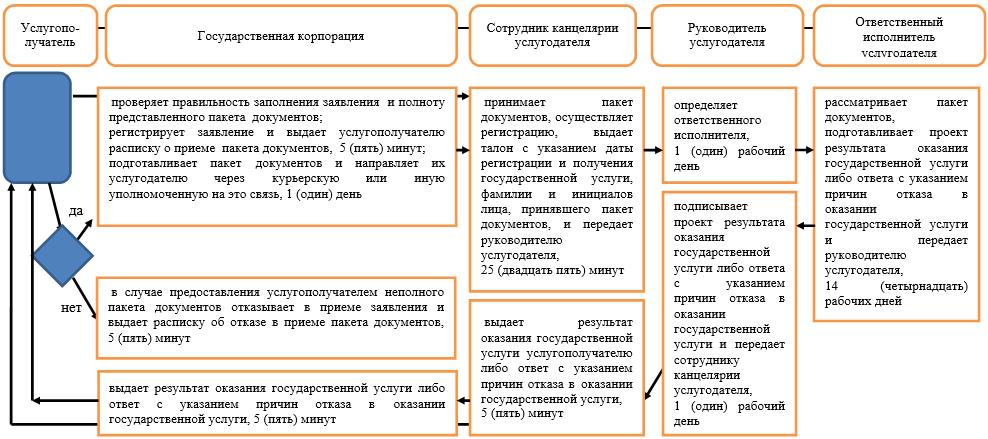 Услугопо-
лучатель
Государственная корпорация
Сотрудник канцелярии
услугодателя
Руководитель
услугодателя
Ответственный
исполнитель
услугодателя
проверяет правильность заполнения заявления и полноту
представленного пакета документов;
регистрирует заявление и выдает услугополучателю
расписку о приеме пакета документов, 5 (пять) минут;
подготавливает пакет документов и направляет их
услугодателю через курьерскую или иную
уполномоченную на это связь, 1 (один) день
да
нет
в случае предоставления услугополучателем неполного
пакета документов отказывает в приеме заявления и
выдает расписку об отказе в приеме пакета документов,
5 (пять) минут
выдает результат оказания государственной услуги либо
ответ с указанием причин отказа в оказании
государственной услуги, 5 (пять) минут
принимает пакет
документов, осуществляет
регистрацию, выдает
талон с указанием даты
регистрации и получения
государственной услуги,
фамилии и инициалов
лица, принявшего пакет
документов, и передает
руководителю
услугодателя,
25 (двадцать пять) минут
выдает результат
оказания государственной
услуги услугополучателю
либо ответ с указанием
причин отказа в оказании
государственной услуги,
5 (пять) минут
определяет
ответственного
исполнителя,
1 (один) рабочий
день
подписывает
проект результата
оказания
государственной
услуги либо ответа
с указанием
причин отказа в
оказании
государственной
услуги и передает
сотруднику
канцелярии
услугодателя,
1 (один) рабочий
день
рассматривает пакет
документов,
подготавливает проект
результата оказания
государственной услуги
либо ответа с указанием
причин отказа в
оказании
государственной услуги
и передает
руководителю
услугодателя,
14 (четырнадцать)
рабочих дней